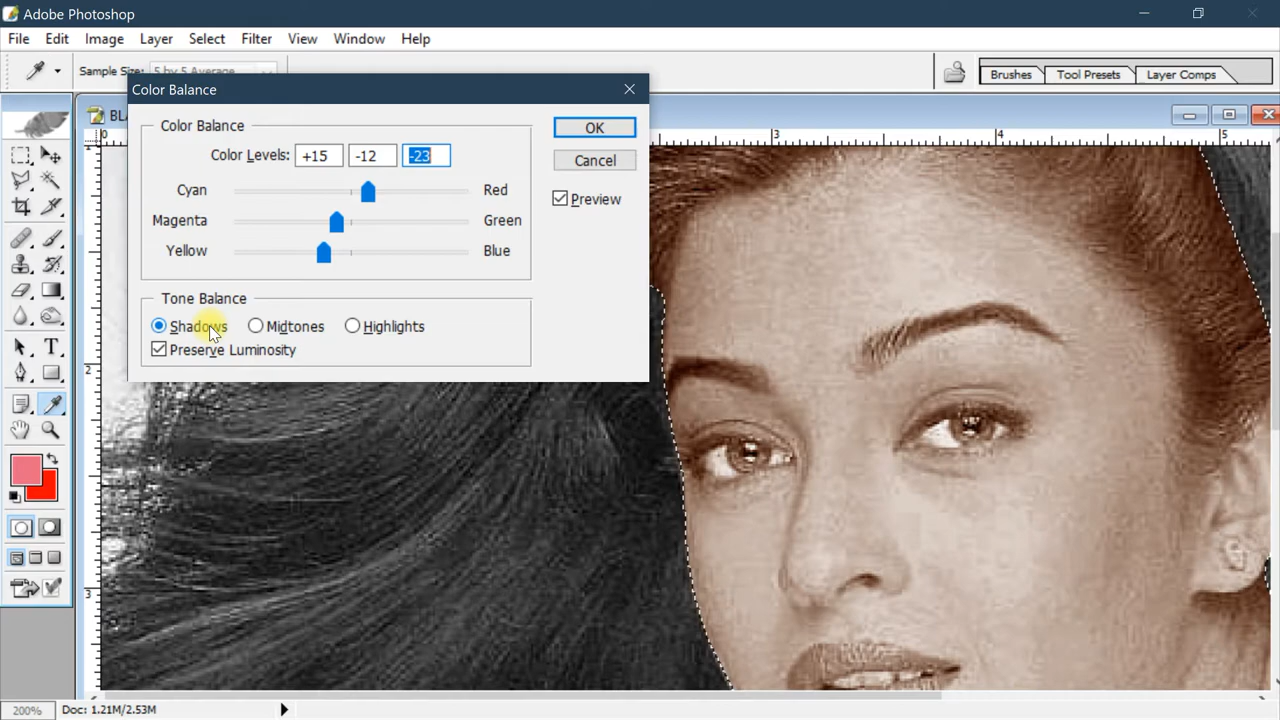 Adobe Photoshop
File Edit Image Layer Select Filter View Window Help
Sample Size: 5 by 5 Average
Brushes Tool Presets Layer Comps
Color Balance
BL
0 3 4 5
Color Balance
OK
Color Levels: +15 -12 -23
Cancel
Cyan Red
Preview
Magenta Green
Yellow Blue
Tone Balance
Shadows Midtones Highlights
Preserve Luminosity
2
3
200% Doc: 1.21M/2.53M